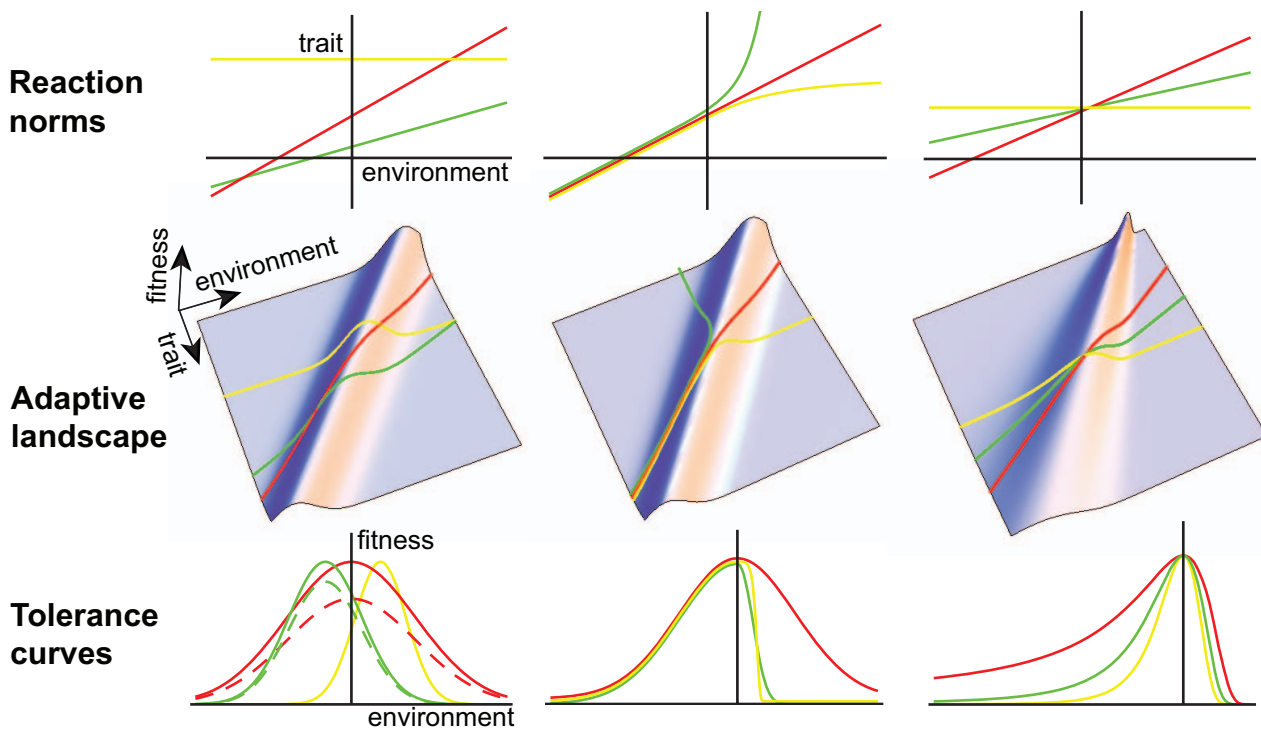 trait
Reaction
norms
environment
fitness
environment
trait
Adaptive
landscape
fitness
Tolerance
curves
environment